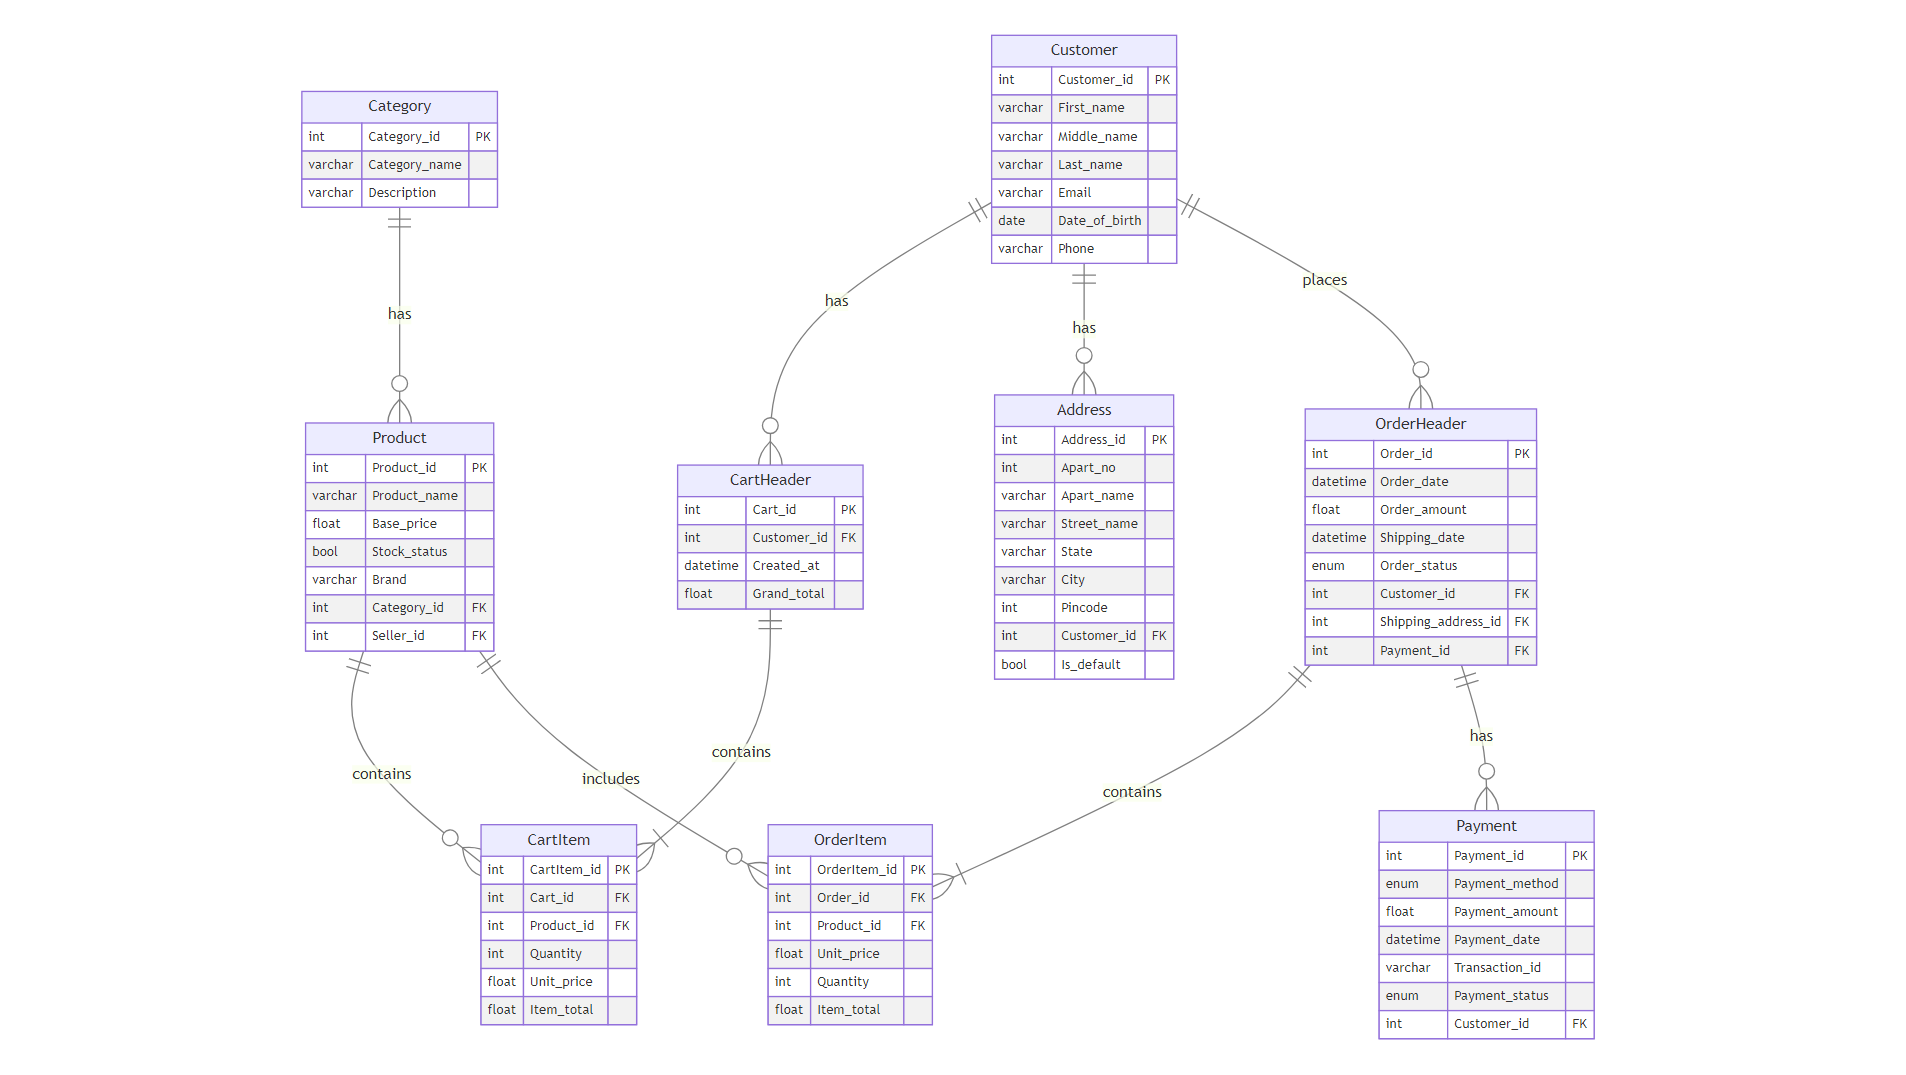 Customer
int Customer_id PK
varchar First_name
varchar Middle_name
varchar Last_name
varchar Email
date Date_of_birth
varchar Phone
Category
int Category_id PK
varchar Category_name
varchar Description
has
has
has
places
Product
int Product_id PK
varchar Product_name
float Base_price
bool Stock_status
varchar Brand
int Category_id FK
int Seller_id FK
CartHeader
int Cart_id PK
int Customer_id FK
datetime Created_at
float Grand_total
Address
int Address_id PK
int Apart_no
varchar Apart_name
varchar Street_name
varchar State
varchar City
int Pincode
int Customer_id FK
bool Is_default
OrderHeader
int Order_id PK
datetime Order_date
float Order_amount
datetime Shipping_date
enum Order_status
int Customer_id FK
int Shipping_address_id FK
int Payment_id FK
contains
includes
contains
contains
has
CartItem
int CartItem_id PK
int Cart_id FK
int Product_id FK
int Quantity
float Unit_price
float Item_total
OrderItem
int OrderItem_id PK
int Order_id FK
int Product_id FK
float Unit_price
int Quantity
float Item_total
Payment
int Payment_id PK
enum Payment_method
float Payment_amount
datetime Payment_date
varchar Transaction_id
enum Payment_status
int Customer_id FK